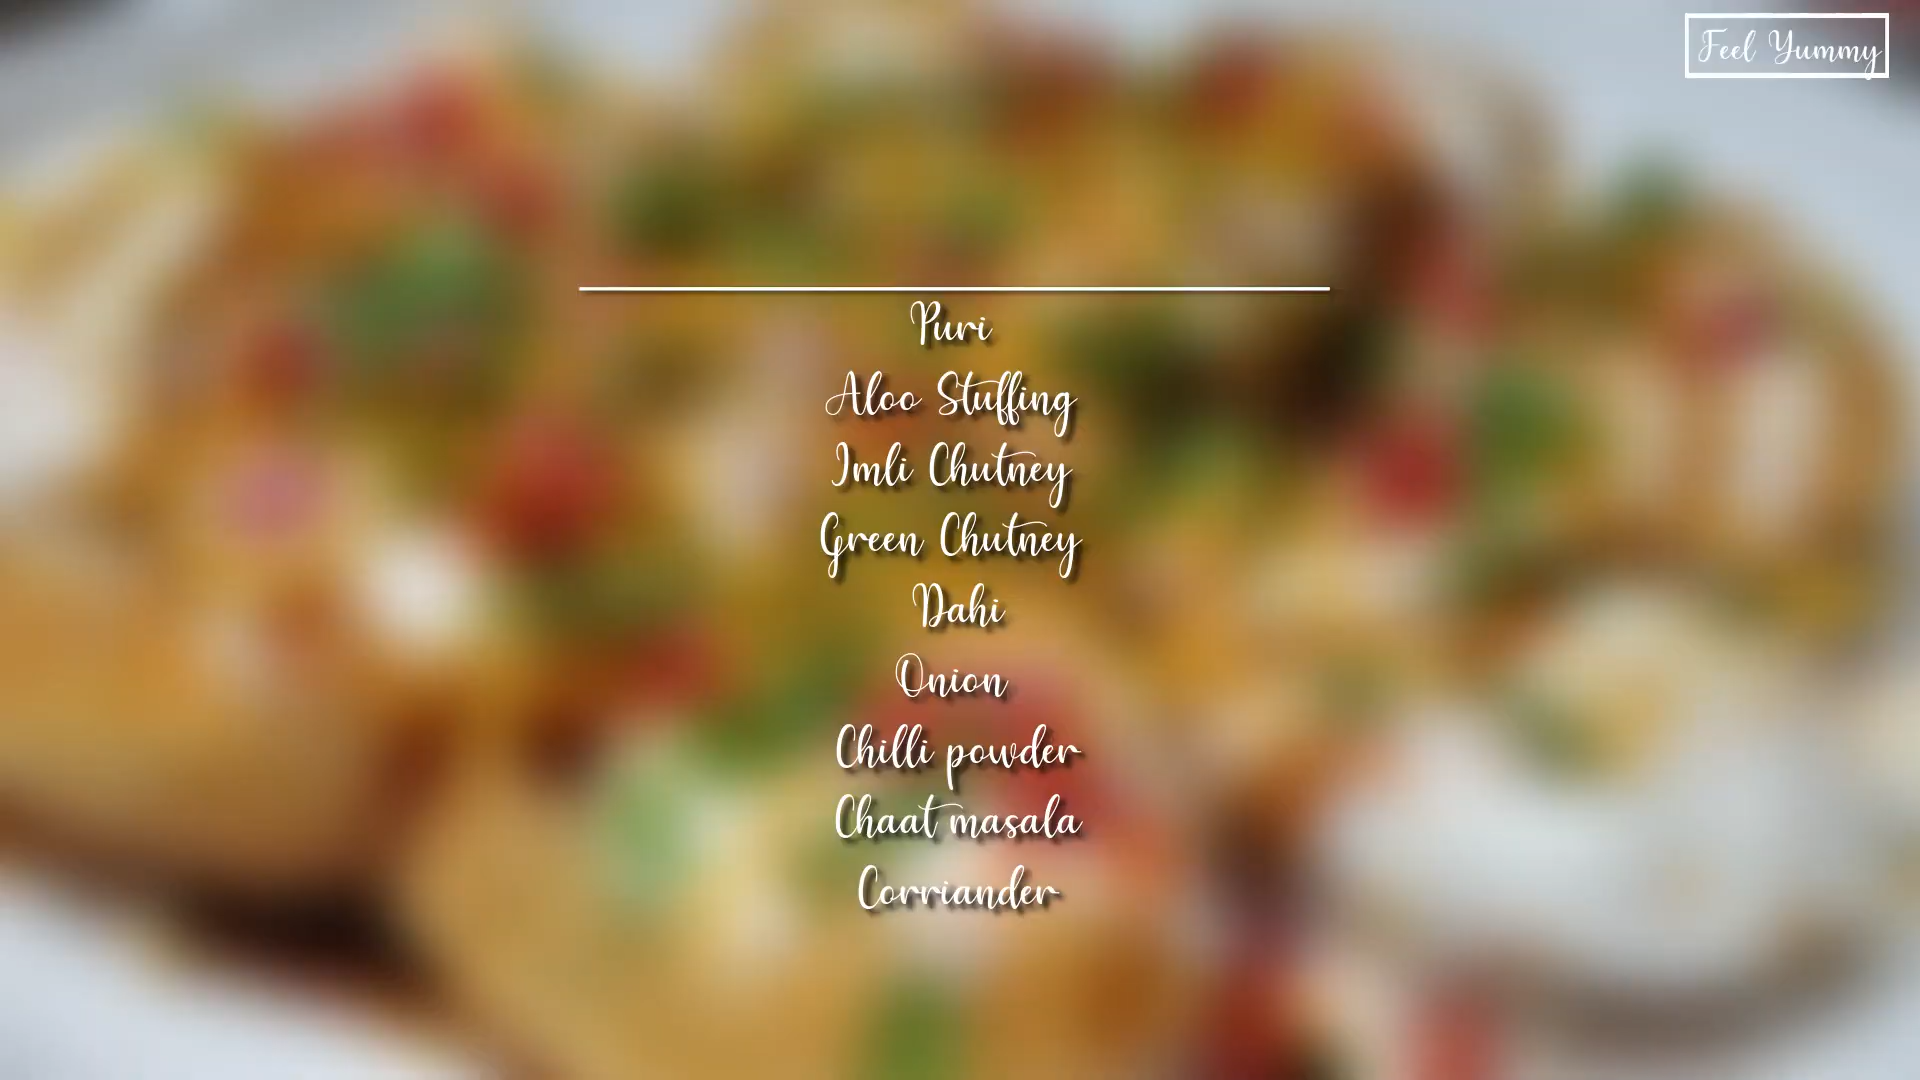 Feel Yummy
Puri
Aloo Stuffing
Imli Chutney
Green Chutney
Dahi
Onion
Chilli powder
Chaat masala
Corriander